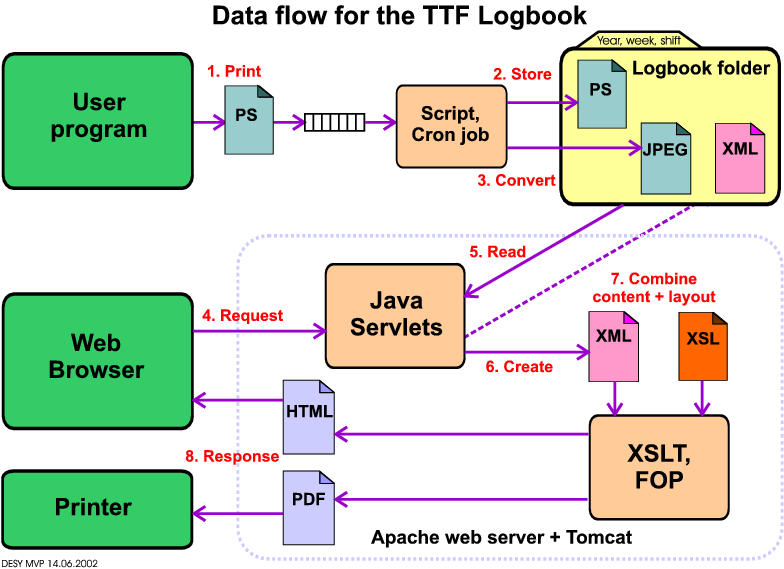 Data flow for the TTF Logbook
Year, week, shift
Logbook folder
User
program
1. Print
PS
Script,
Cron job
2. Store
PS
3. Convert
JPEG
XML
5. Read
7. Combine
content + layout
4. Request
Java
Servlets
Web
Browser
6. Create
XML
XSL
HTML
8. Response
XSLT,
FOP
Printer
PDF
Apache web server + Tomcat
DESY MVP 14.06.2002